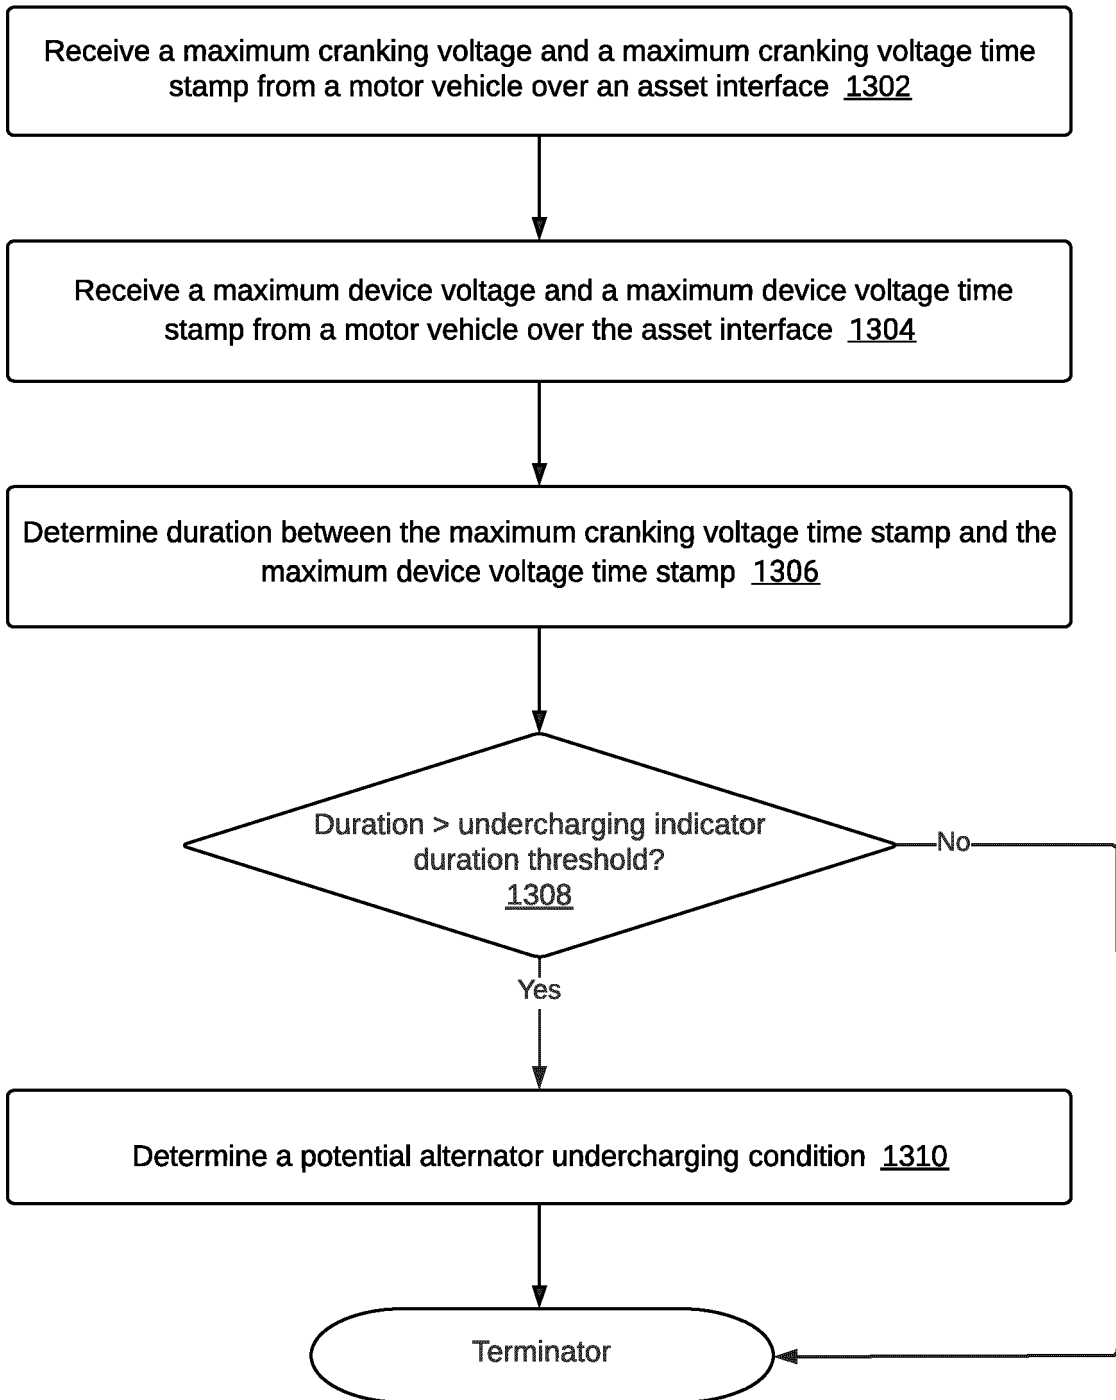 Receive a maximum cranking voltage and a maximum cranking voltage time
stamp from a motor vehicle over an asset interface 1302
Receive a maximum device voltage and a maximum device voltage time
stamp from a motor vehicle over the asset interface 1304
Determine duration between the maximum cranking voltage time stamp and the
maximum device voltage time stamp 1306
Duration > undercharging indicator
duration threshold?
1308
No
Yes
Determine a potential alternator undercharging condition 1310
Terminator